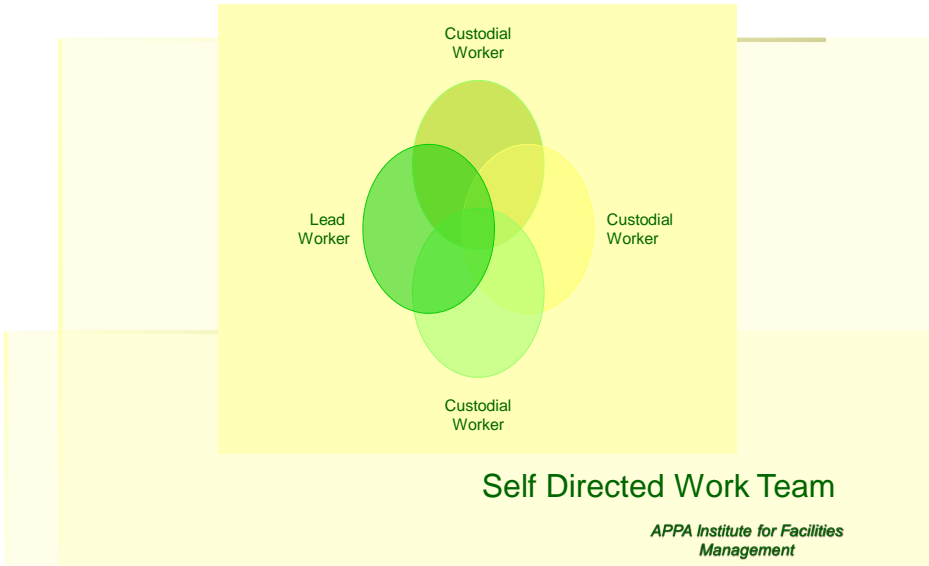 Custodial
Worker
Lead
Worker
Custodial
Worker
Custodial
Worker
Self Directed Work Team
APPA Institute for Facilities
Management